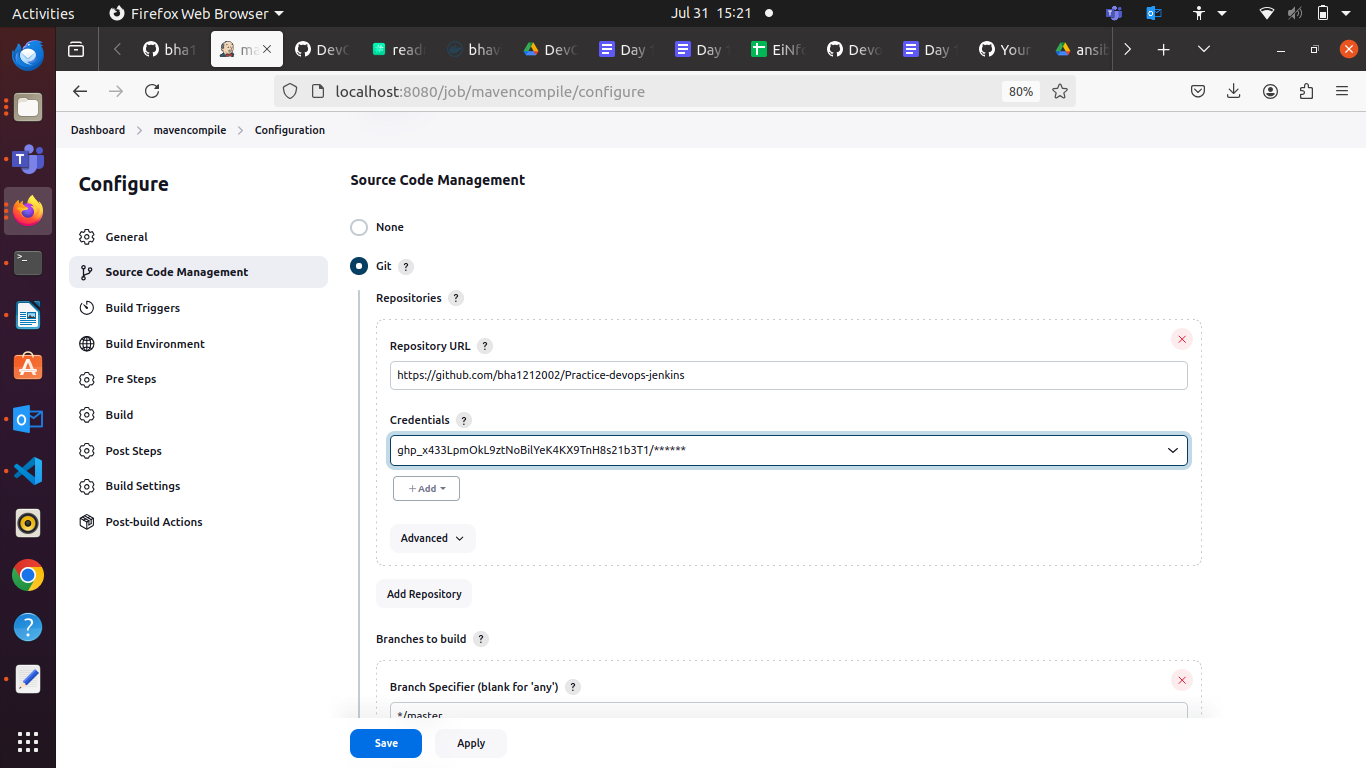 Activities
Firefox Web Browser
Jul 31 15:21
bha1
ma
DevO
read
bhav
DevO
Day
Day
EiNfo
Devo
Day
Your
ansib
localhost:8080/job/mavencompile/configure
80%
Dashboard
mavencompile
Configuration
Configure
General
Source Code Management
Build Triggers
Build Environment
Pre Steps
Build
Post Steps
Build Settings
Post-build Actions
Source Code Management
None
Git ?
Repositories ?
Repository URL ?
https://github.com/bha1212002/Practice-devops-jenkins
Credentials ?
/******
+ Add
Advanced
Add Repository
Branches to build ?
Branch Specifier (blank for 'any') ?
*/master
Save
Apply